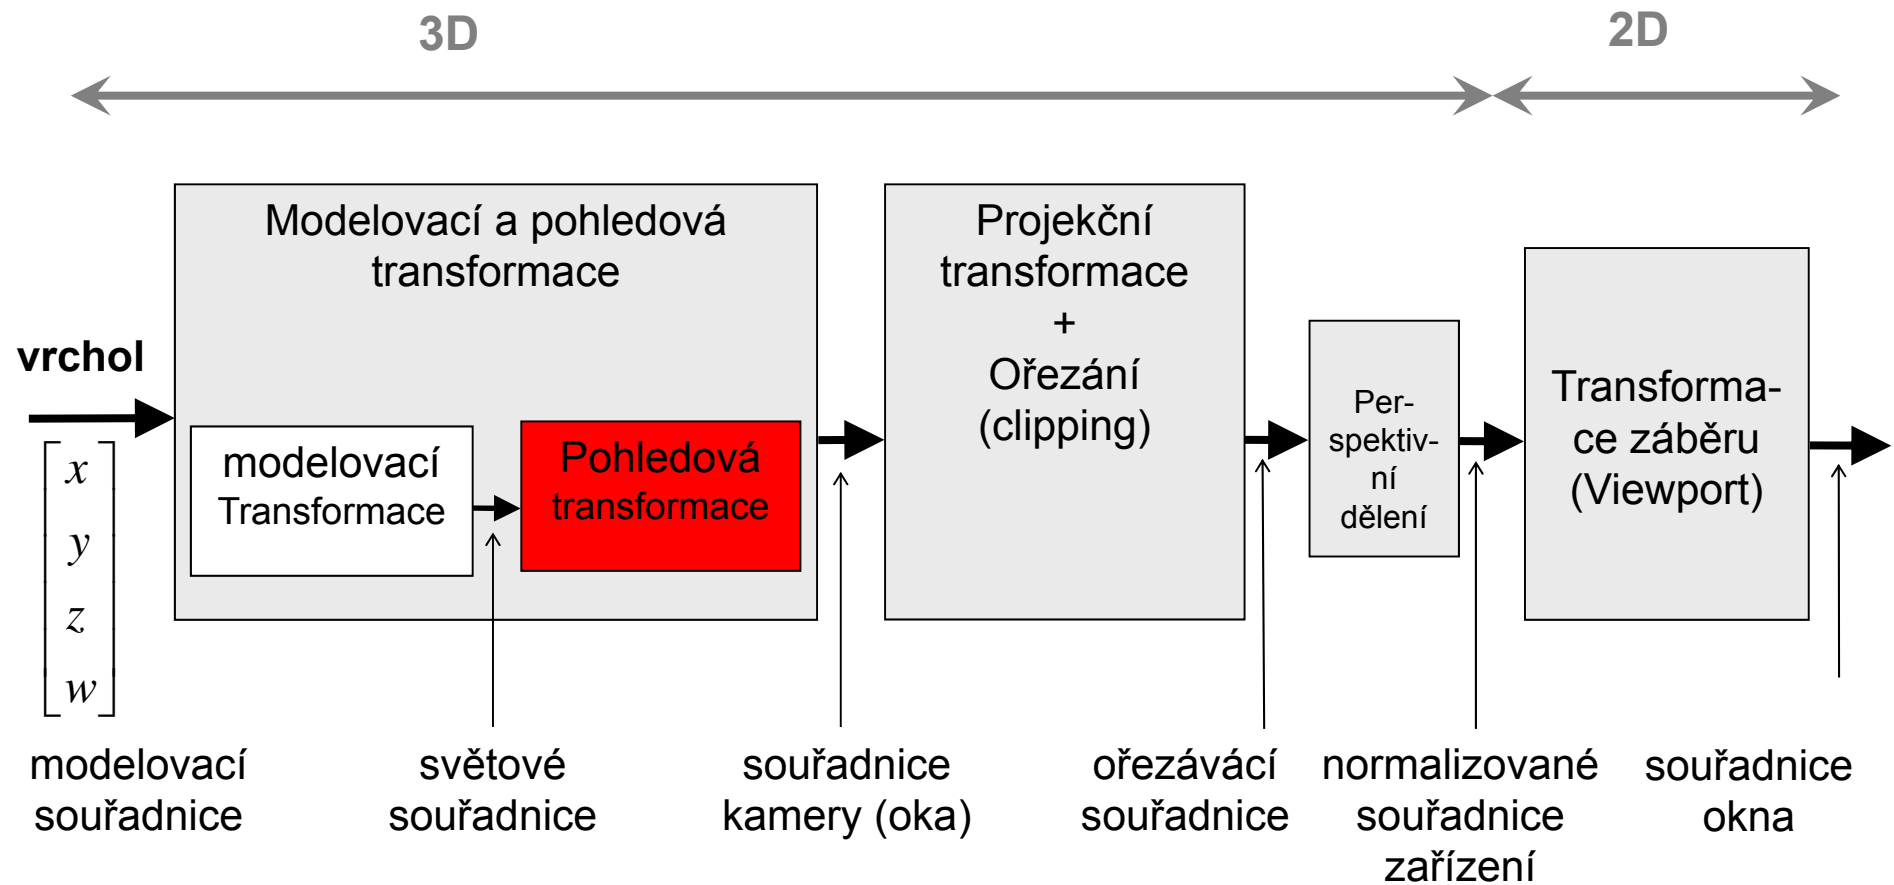 3D
2D
Modelovací a pohledová
transformace
Projekční
transformace
+
Ořezání
(clipping)
vrchol
Per-
spektiv-
ní
dělení
Transforma-
ce záběru
(Viewport)
modelovací
Transformace
Pohledová
transformace
x
y
z
w
modelovací
souřadnice
světové
souřadnice
souřadnice
kamery (oka)
ořezávácí
souřadnice
normalizované
souřadnice
zařízení
souřadnice
okna